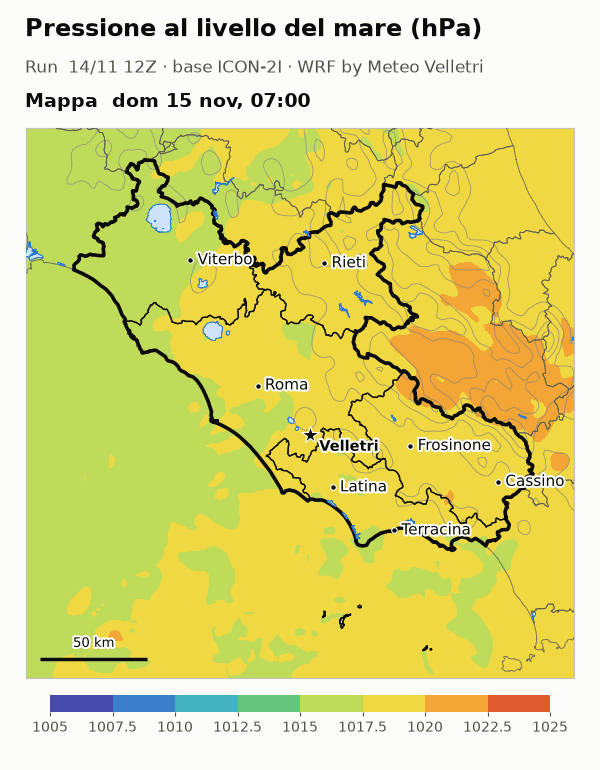 Pressione al livello del mare (hPa)
Run 14/11 12Z · base ICON-2I · WRF by Meteo Velletri
Mappa dom 15 nov, 07:00
Viterbo
Rieti
Roma
Velletri
Frosinone
Cassino
Latina
Terracina
50 km
1005 1007.5 1010 1012.5 1015 1017.5 1020 1022.5 1025